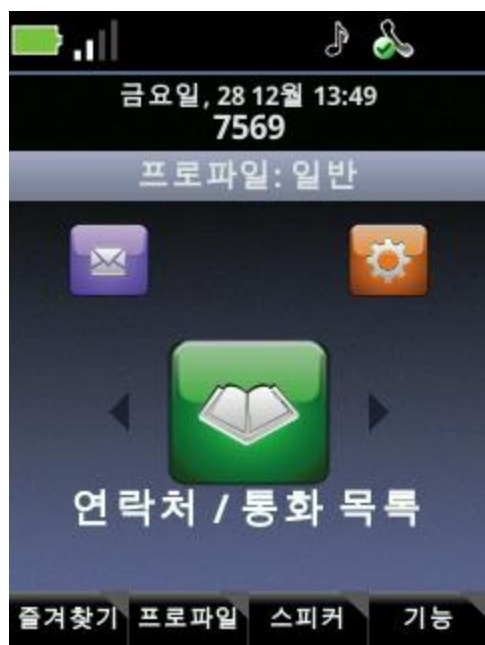 금요일, 28 12월 13:49
7569
프로파일: 일반
연락처 / 통화 목록
즐겨찾기 프로파일 스피커 기능